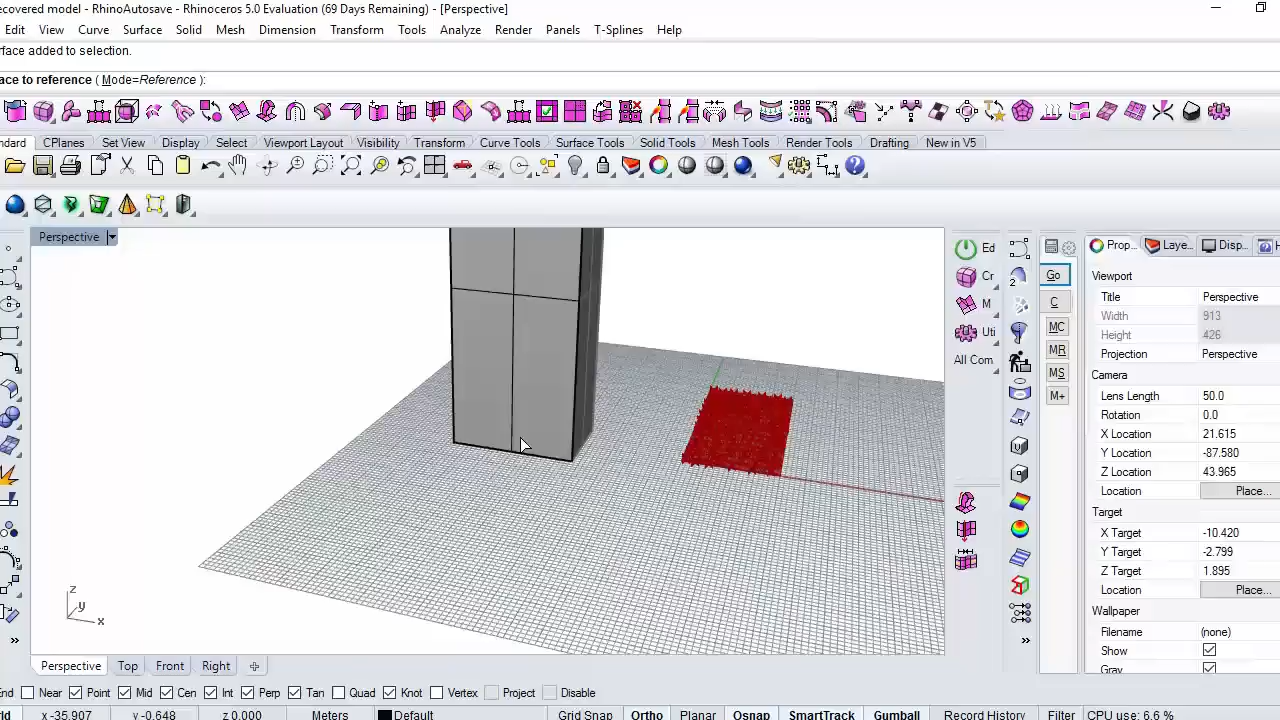 ecovered model - RhinoAutosave - Rhinoceros 5.0 Evaluation (69 Days Remaining) - [Perspective]
Edit View Curve Surface Solid Mesh Dimension Transform Tools Analyze Render Panels T-Splines Help
rface added to selection.
ace to reference ( Mode=Reference ):
ndard CPlanes Set View Display Select Viewport Layout Visibility Transform Curve Tools Surface Tools Solid Tools Mesh Tools Render Tools Drafting New in V5
Perspective
Ed
Cr
M
Uti
All Com
2
Go
C
MC
MR
MS
M+
Prop... Laye... Disp... H
Viewport
Title Perspective
Width 913
Height 426
Projection Perspective
Camera
Lens Length 50.0
Rotation 0.0
X Location 21.615
Y Location -87.580
Z Location 43.965
Location Place...
Target
X Target -10.420
Y Target -2.799
Z Target 1.895
Location Place...
Wallpaper
Filename (none)
Show
Gray
z
y
x
Perspective Top Front Right
End Near Point Mid Cen Int Perp Tan Quad Knot Vertex Project Disable
ld x -35.907 y -0.648 z 0.000 Meters Default Grid Snap Ortho Planar Osnap SmartTrack Gumball Record History Filter CPU use: 6.6 %